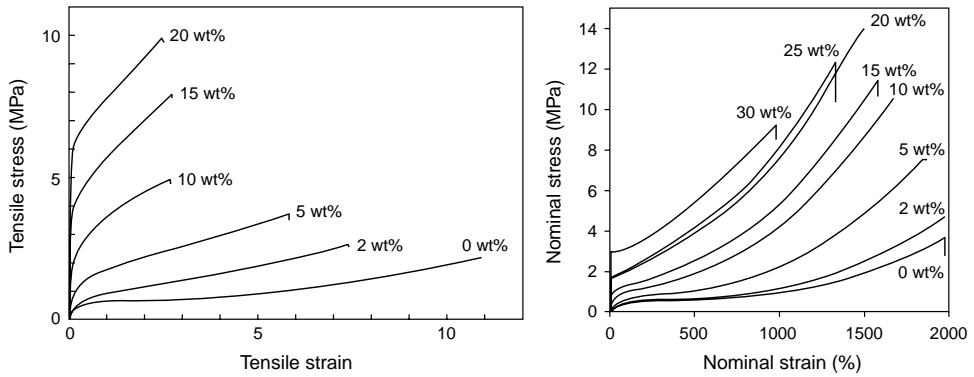 Tensile stress (MPa)
10
5
0
20 wt%
15 wt%
10 wt%
5 wt%
2 wt%
0 wt%
0
5
10
Tensile strain
Nominal stress (MPa)
14
12
10
8
6
4
2
0
20 wt%
25 wt%
15 wt%
10 wt%
30 wt%
5 wt%
2 wt%
0 wt%
0
500
1000
1500
2000
Nominal strain (%)